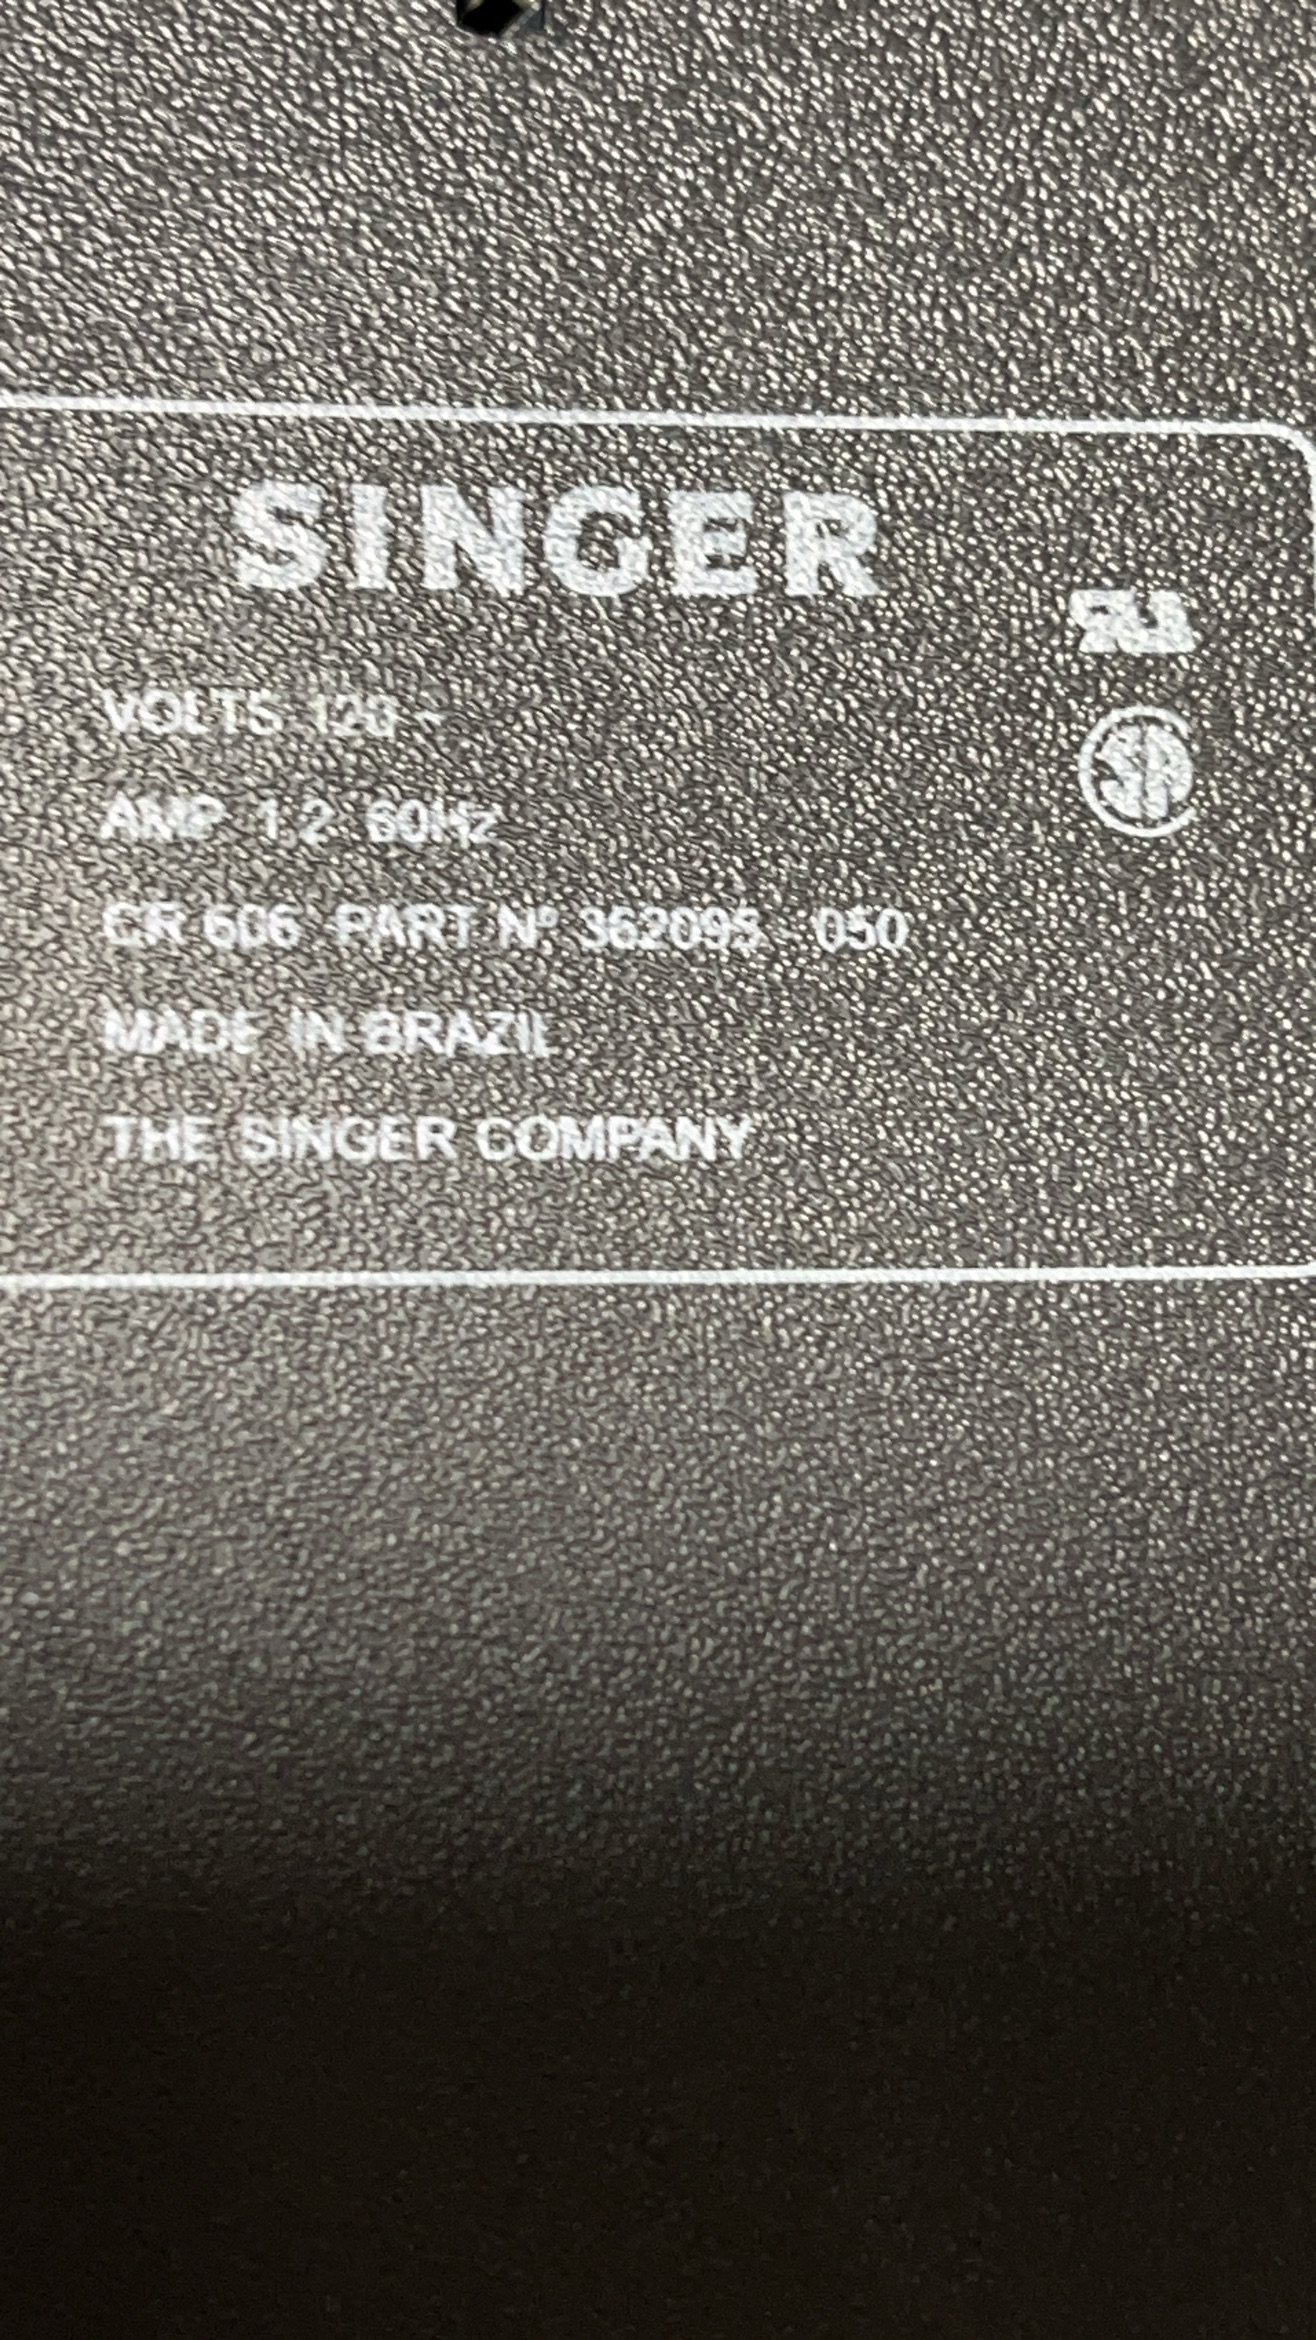 SINGER
VOLTS 120 ~
AMP 1.2 60Hz
CR 606 PART Nº 362095 - 050
MADE IN BRAZIL
THE SINGER COMPANY